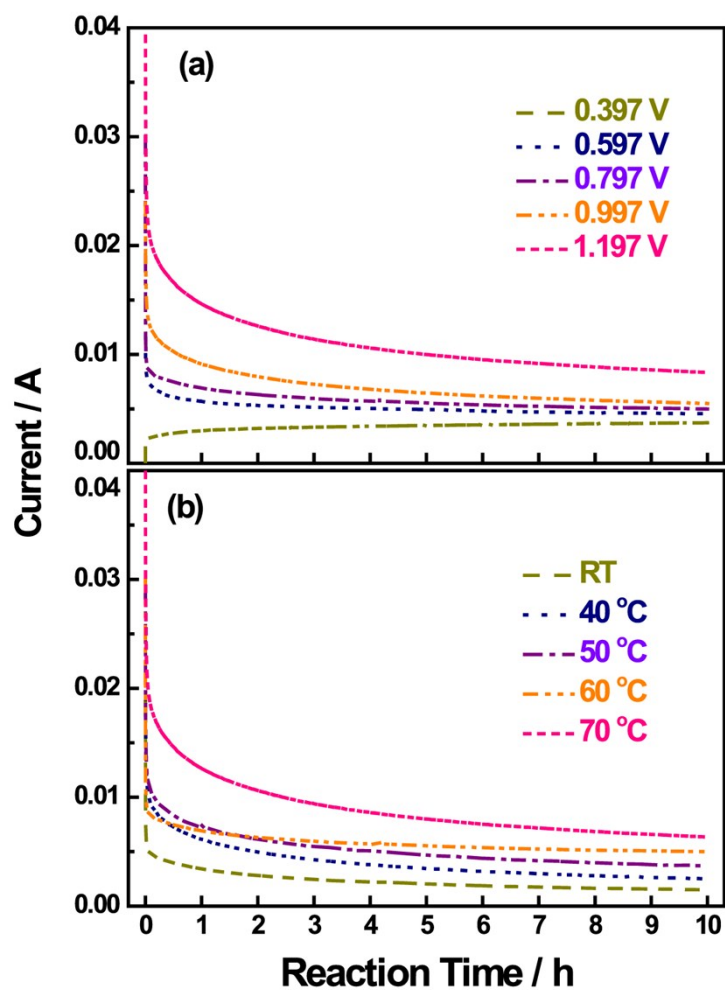 Current / A
0.04
0.03
0.02
0.01
0.00
(a)
0.397 V
0.597 V
0.797 V
0.997 V
1.197 V
0.04
0.03
0.02
0.01
0.00
(b)
RT
40 °C
50 °C
60 °C
70 °C
0 1 2 3 4 5 6 7 8 9 10
Reaction Time / h